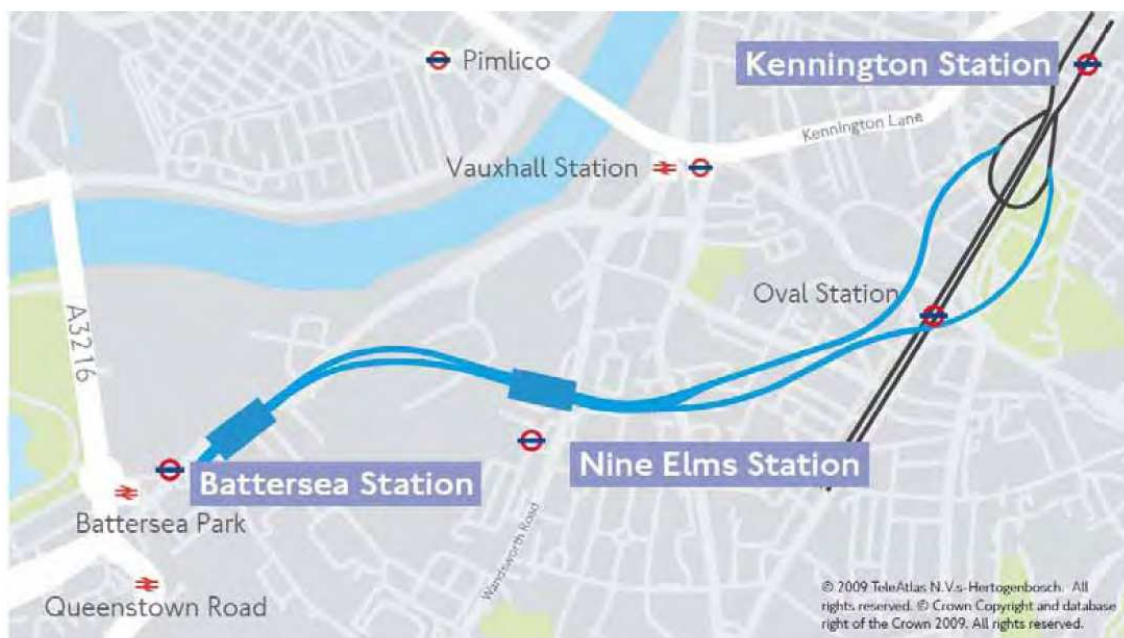 Pimlico
Kennington Station
Kennington Lane
Vauxhall Station
Oval Station
A3216
Nine Elms Station
Battersea Station
Battersea Park
Wandsworth Road
Queenstown Road
© 2009 TeleAtlas N.V.s-Hertogenbosch. All
rights reserved. © Crown Copyright and database
right of the Crown 2009. All rights reserved.